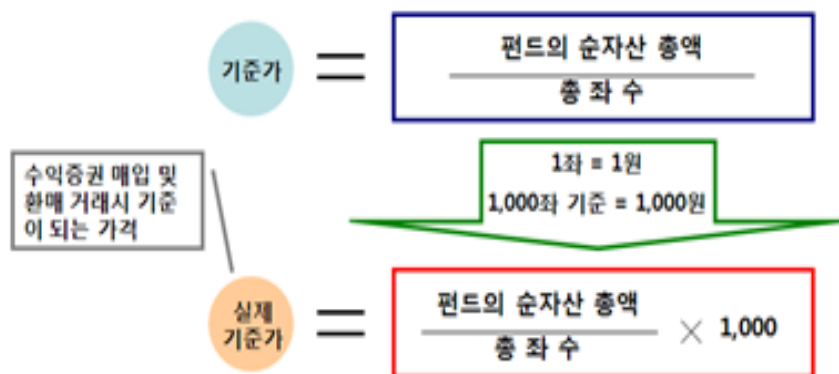 기준가
=
펀드의 순자산 총액
총 좌 수
1좌 = 1원
1,000좌 기준 = 1,000원
수익증권 매입 및
환매 거래시 기준
이 되는 가격
실제
기준가
=
펀드의 순자산 총액
총 좌 수
× 1,000